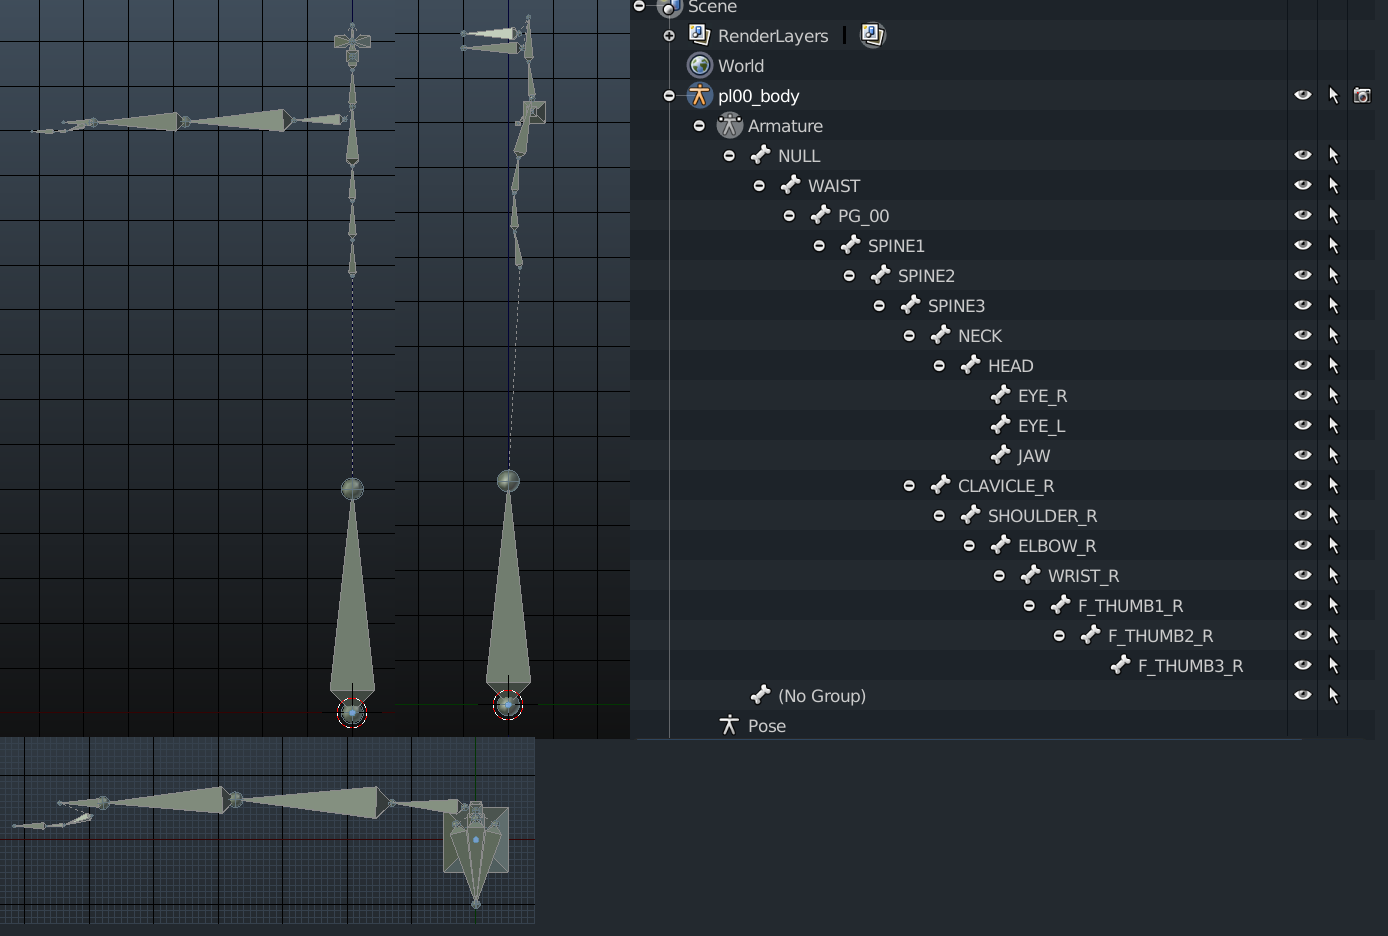 Scene
RenderLayers
World
pl00_body
Armature
NULL
WAIST
PG_00
SPINE1
SPINE2
SPINE3
NECK
HEAD
EYE_R
EYE_L
JAW
CLAVICLE_R
SHOULDER_R
ELBOW_R
WRIST_R
F_THUMB1_R
F_THUMB2_R
F_THUMB3_R
(No Group)
Pose